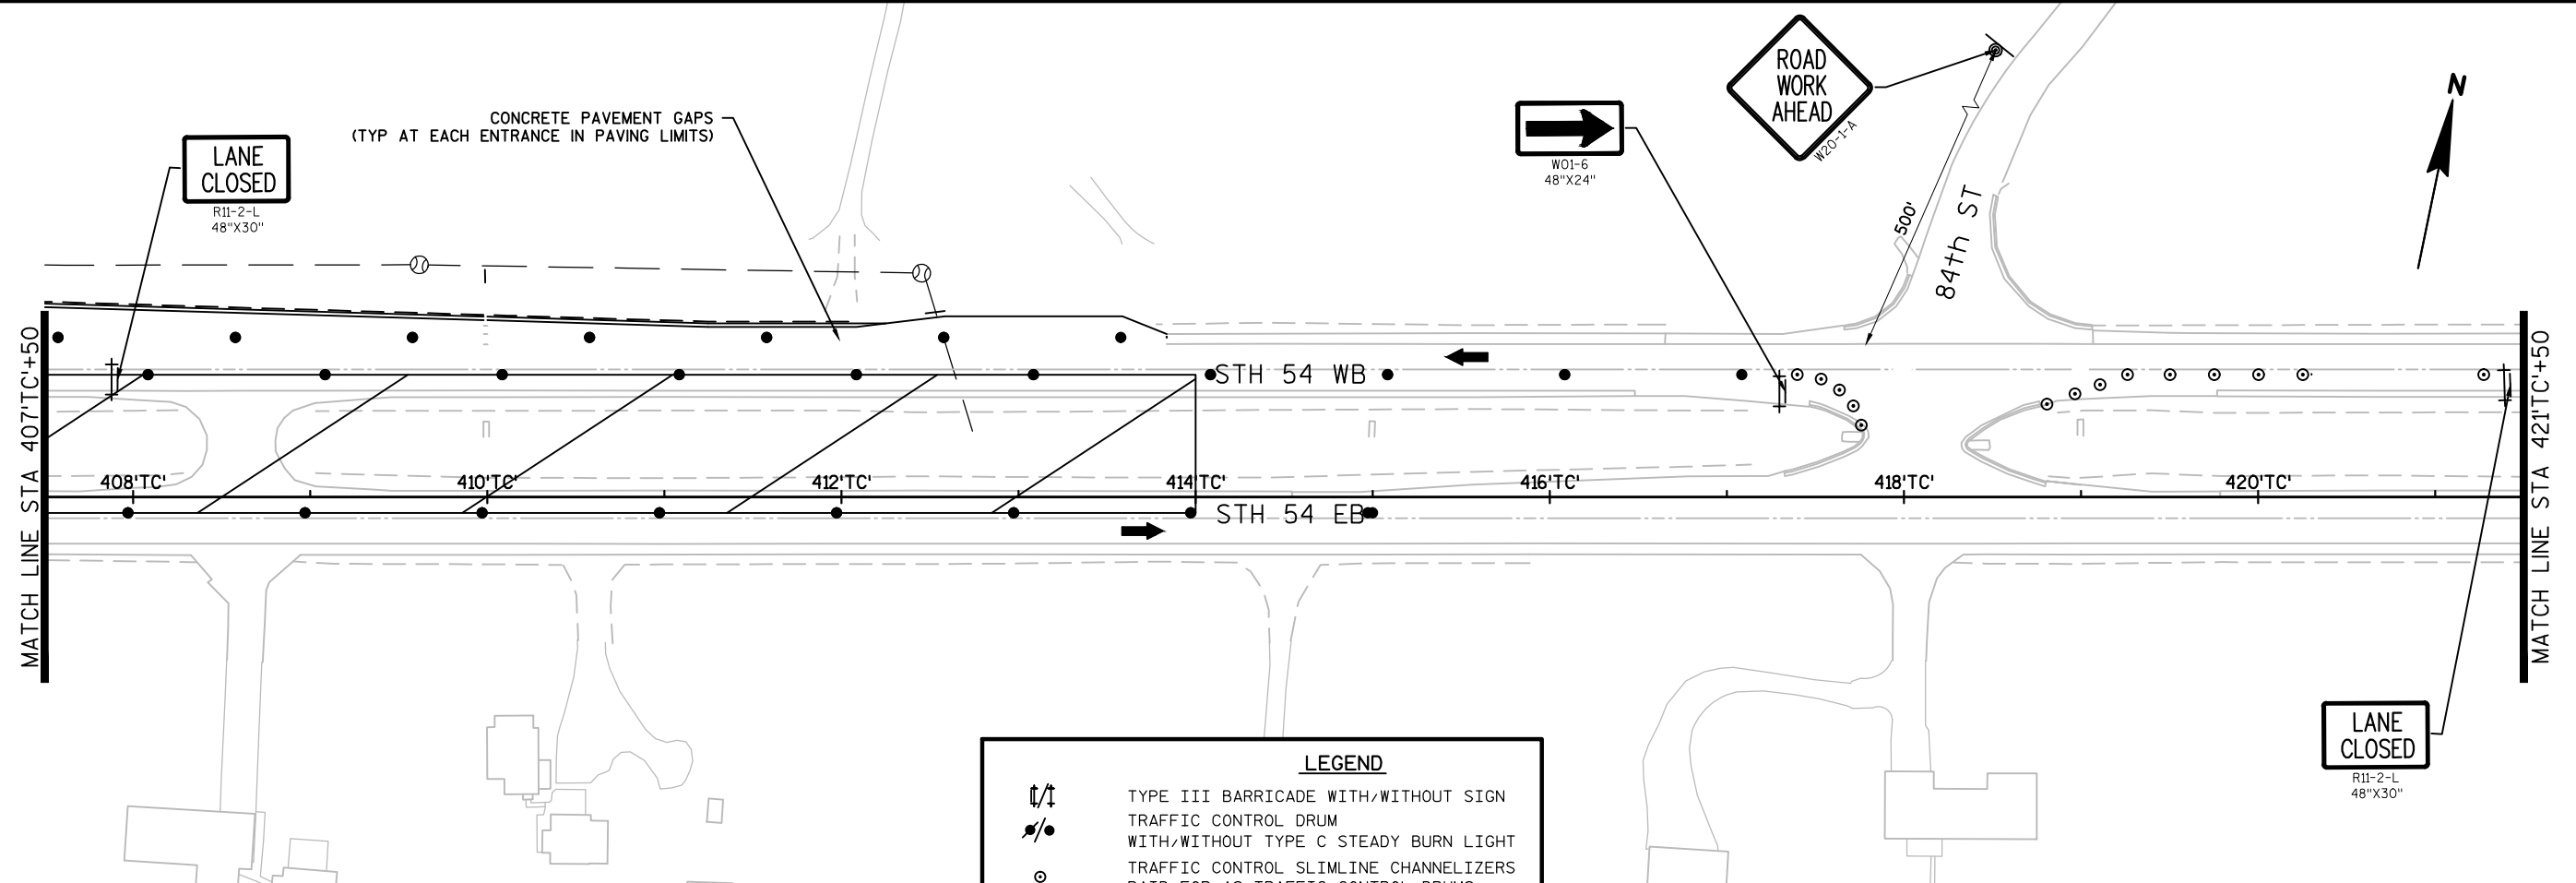 ROAD
WORK
AHEAD
W20-1-A
N
CONCRETE PAVEMENT GAPS
(TYP AT EACH ENTRANCE IN PAVING LIMITS)
LANE
CLOSED
R11-2-L
48"X30"
W01-6
48"X24"
500'
84th ST
MATCH LINE STA 407'TC'+50
STH 54 WB
MATCH LINE STA 421'TC'+50
408'TC'
410'TC'
412'TC'
414'TC'
416'TC'
418'TC'
420'TC'
STH 54 EB
LANE
CLOSED
R11-2-L
48"X30"
LEGEND
TYPE III BARRICADE WITH/WITHOUT SIGN
TRAFFIC CONTROL DRUM
WITH/WITHOUT TYPE C STEADY BURN LIGHT
TRAFFIC CONTROL SLIMLINE CHANNELIZERS